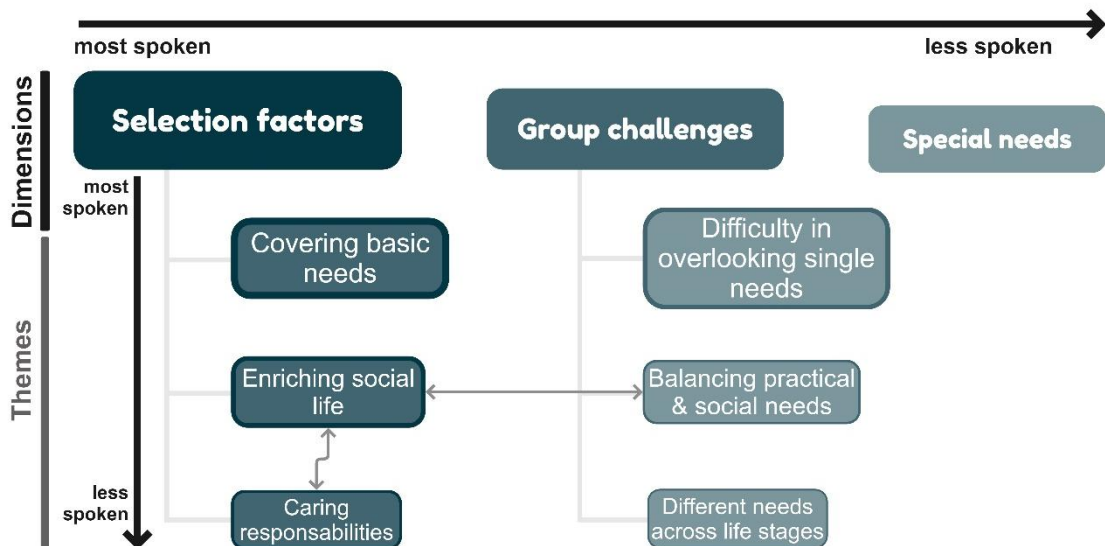 most spoken
less spoken
Dimensions
Selection factors
Group challenges
Special needs
most
spoken
Themes
Covering basic
needs
Difficulty in
overlooking single
needs
Enriching social
life
Balancing practical
& social needs
less
spoken
Caring
responsabilities
Different needs
across life stages